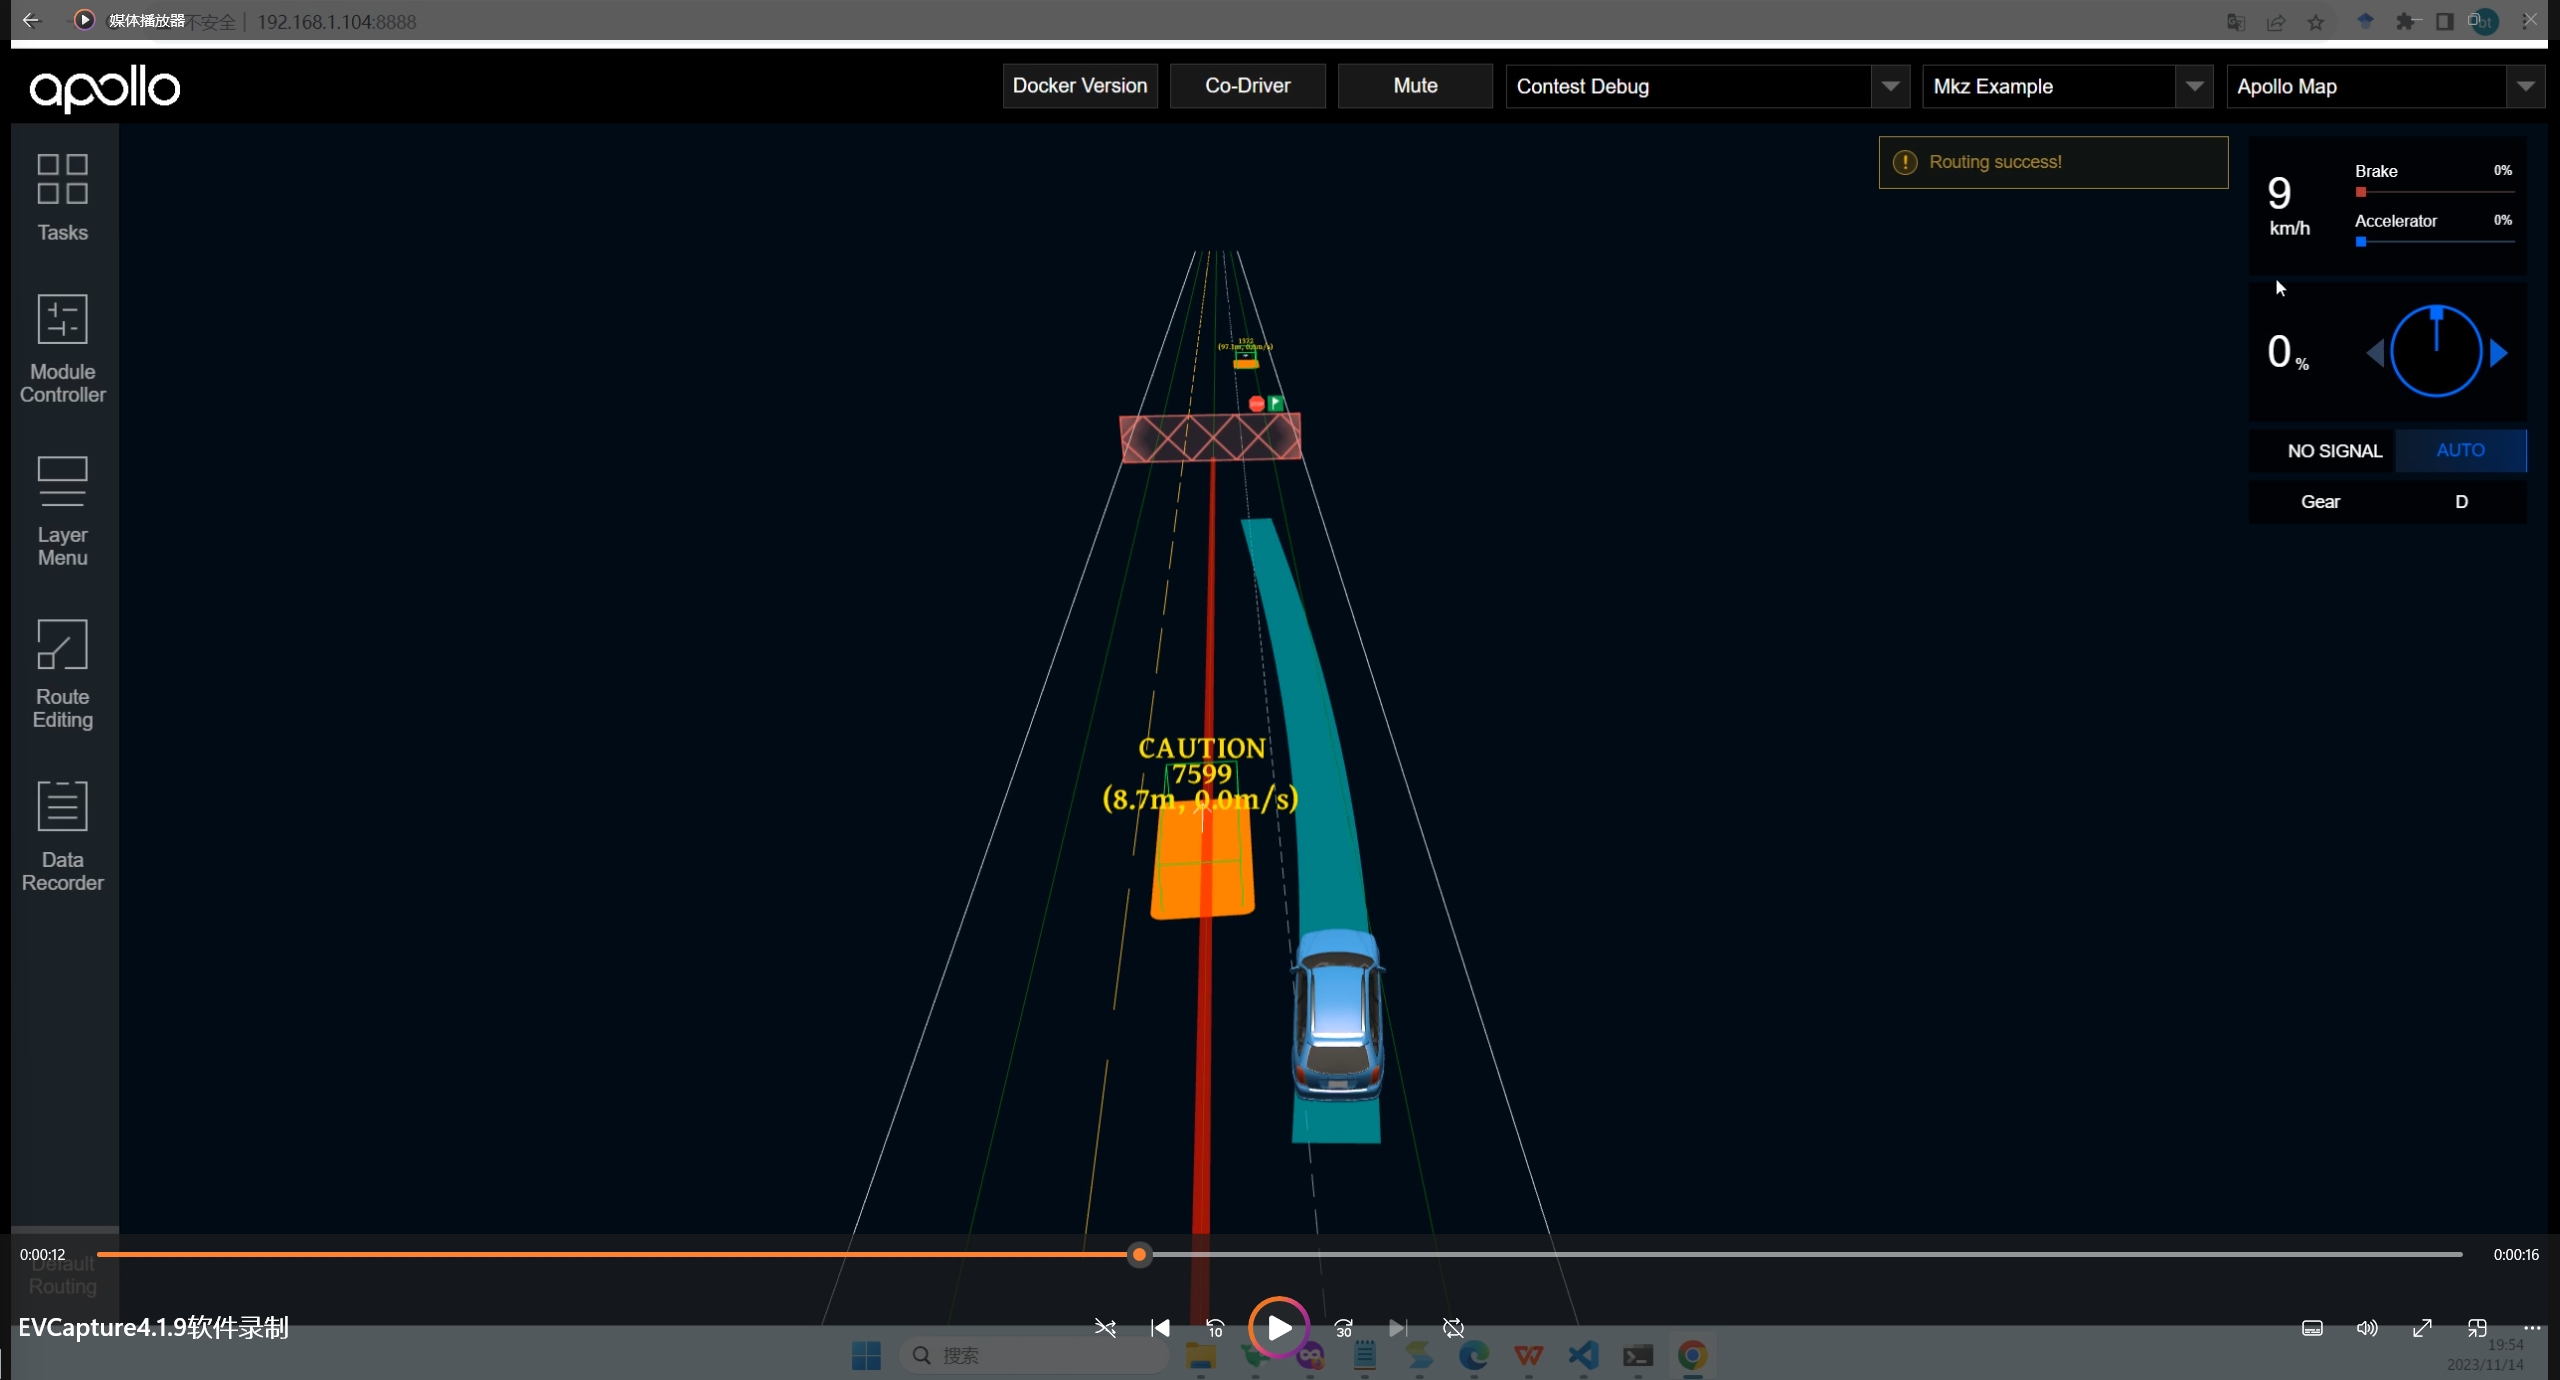 媒体播放器
不安全 | 192.168.1.104:8888
apollo
Docker Version
Co-Driver
Mute
Contest Debug
Mkz Example
Apollo Map
Tasks
Module
Controller
Layer
Menu
Route
Editing
Data
Recorder
Default
Routing
Routing success!
9
km/h
Brake 0%
Accelerator 0%
0 %
NO SIGNAL
AUTO
Gear D
1372
CAUTION
7599
(8.7m, 0.0m/s)
0:00:12
0:00:16
EVCapture4.1.9软件录制
10
30
搜索
19:54
2023/11/14